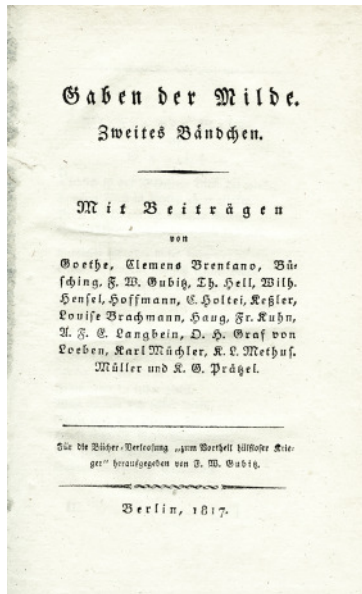 Gaben der Milde.
Zweites Bändchen.
Mit Beiträgen
von
Goethe, Clemens Brentano, Bü-
sching, F. W. Gubitz, Th. Hell, Wilh.
Hensel, Hoffmann, C. Holtei, Keßler,
Louise Brachmann, Haug, Fr. Kuhn,
A. F. E. Langbein, O. H. Graf von
Loeben, Karl Müchler, K. L. Methus.
Müller und K. G. Prätzel.
Für die Bücher-Verloosung „zum Vortheil hülfloser Krie-
ger“ herausgegeben von F. W. Gubitz.
Berlin, 1817.